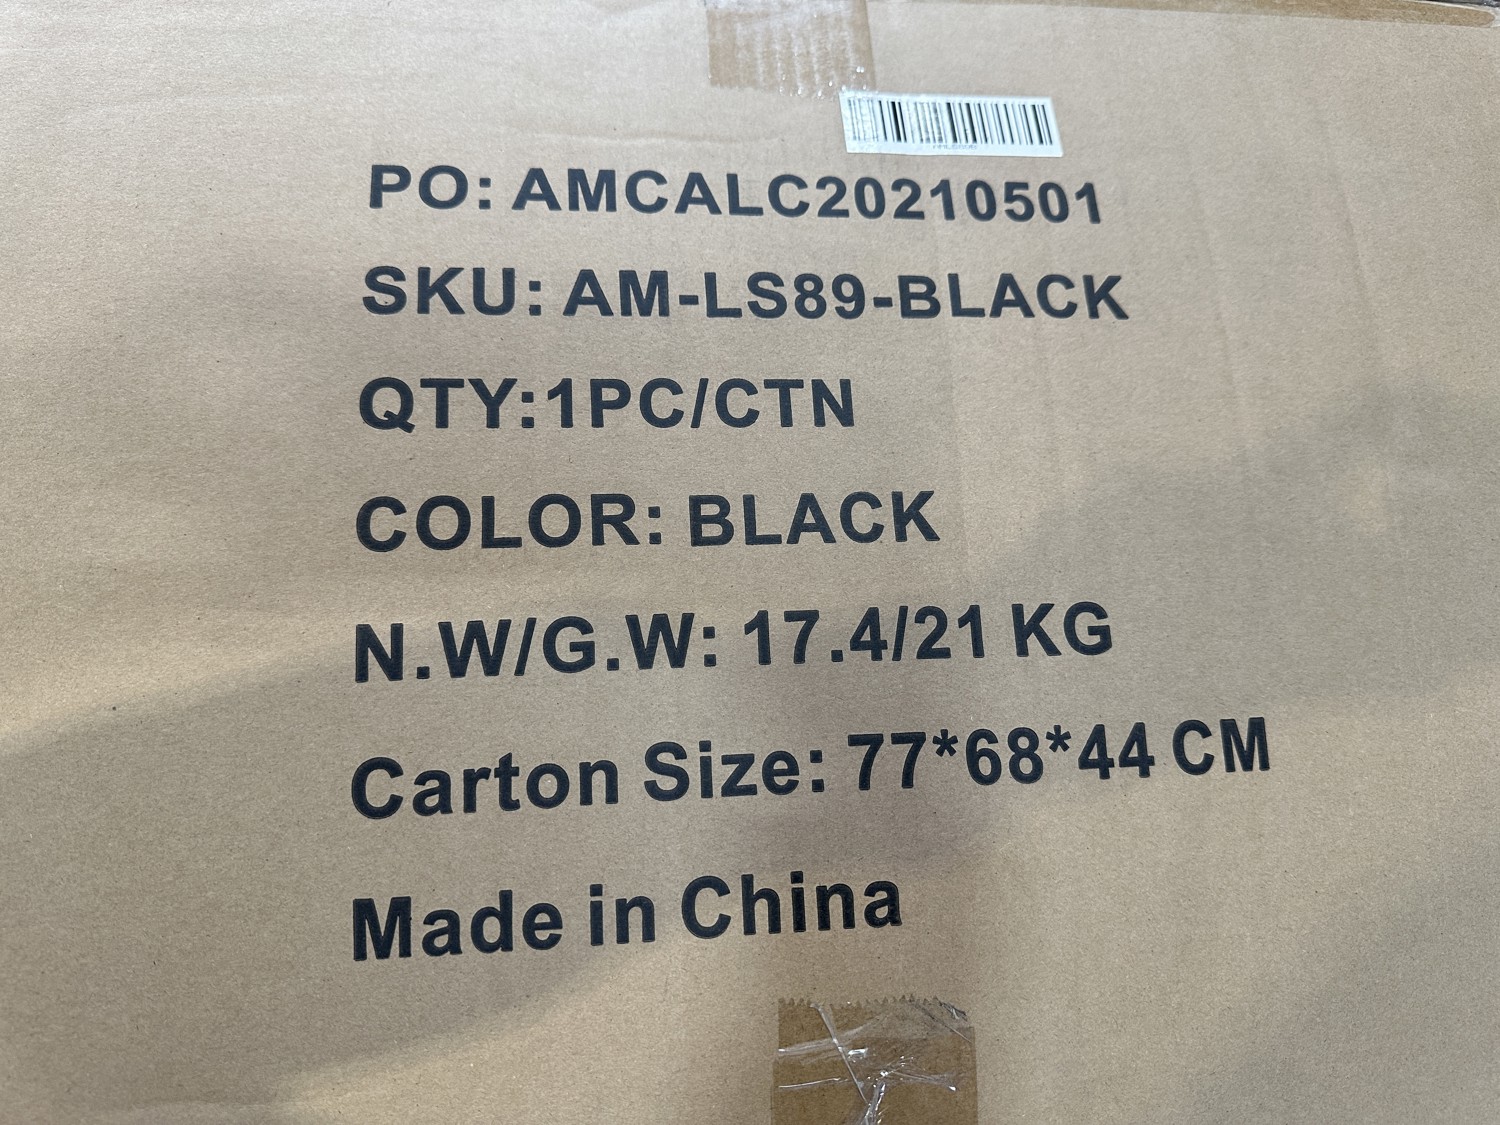 PO: AMCALC20210501
SKU: AM-LS89-BLACK
QTY:1PC/CTN
COLOR: BLACK
N.W/G.W: 17.4/21 KG
Carton Size: 77*68*44 CM
Made in China